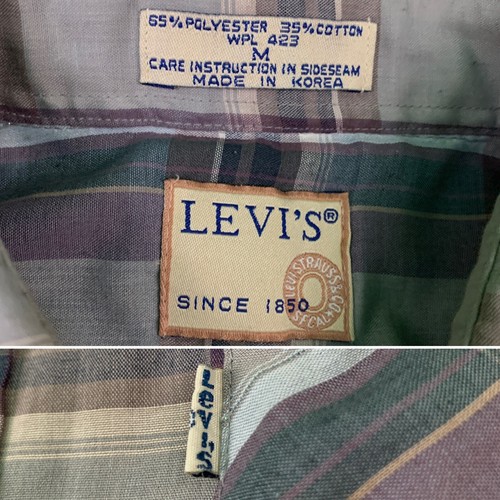 65% POLYESTER 35% COTTON
WPL 423
M
CARE INSTRUCTION IN SIDESEAM
MADE IN KOREA
LEVI'S®
SINCE 1850
LEVI STRAUSS & CO
S.F. CAL.
Levi's